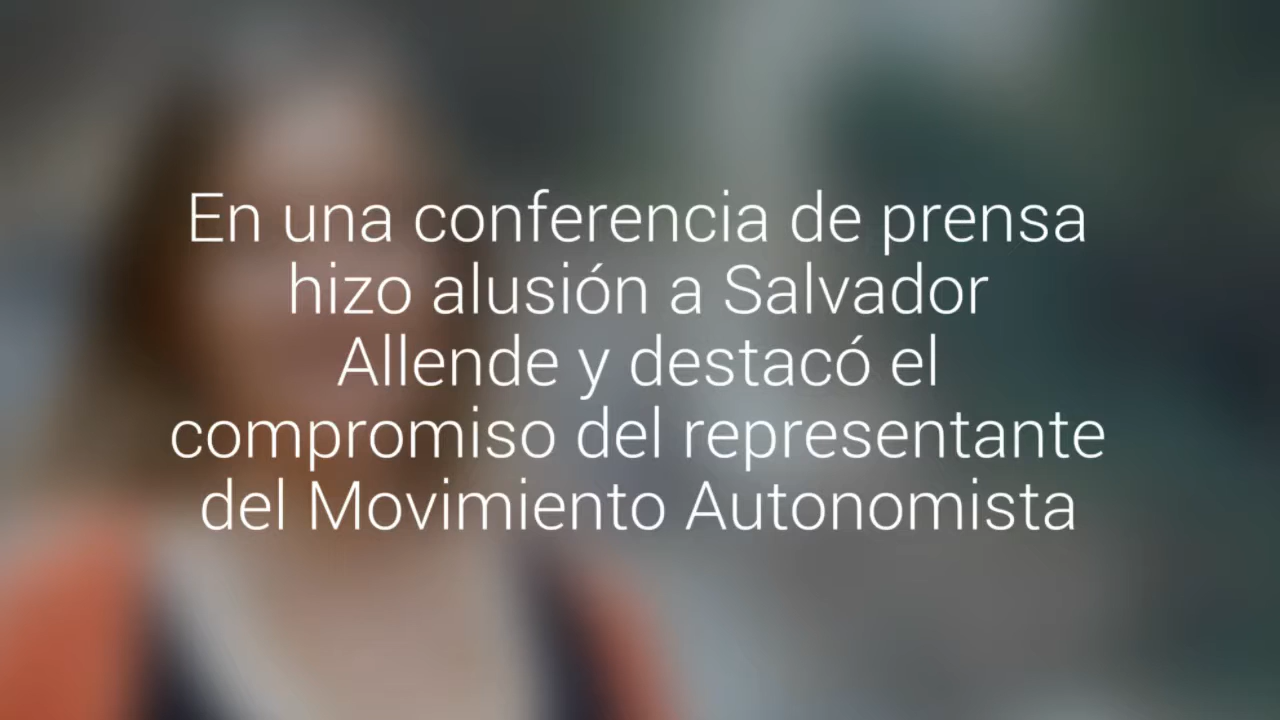 En una conferencia de prensa
hizo alusión a Salvador
Allende y destacó el
compromiso del representante
del Movimiento Autonomista